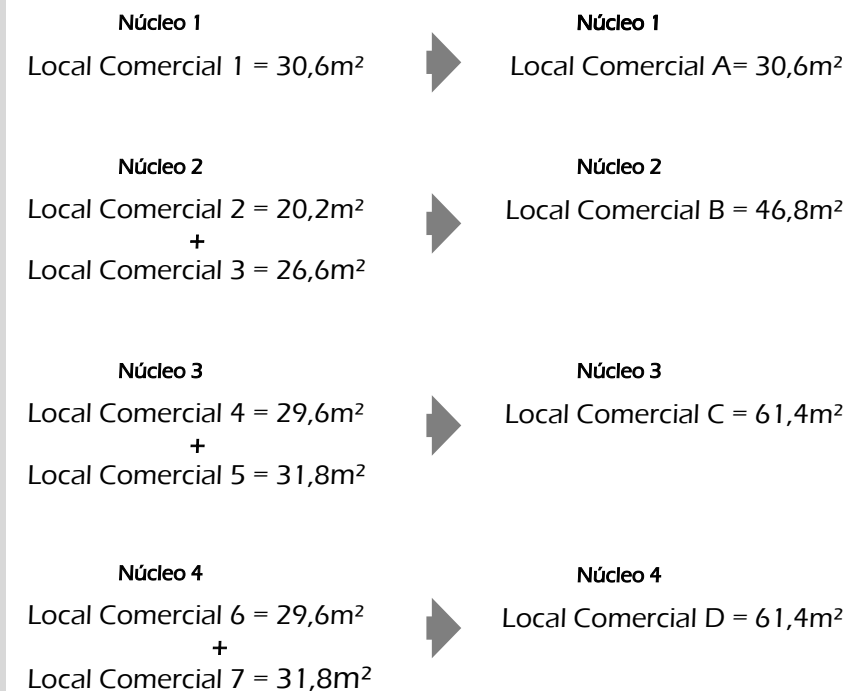 Núcleo 1
Local Comercial 1 = 30,6m²
Núcleo 1
Local Comercial A= 30,6m²
Núcleo 2
Local Comercial 2 = 20,2m²
+
Local Comercial 3 = 26,6m²
Núcleo 2
Local Comercial B = 46,8m²
Núcleo 3
Local Comercial 4 = 29,6m²
+
Local Comercial 5 = 31,8m²
Núcleo 3
Local Comercial C = 61,4m²
Núcleo 4
Local Comercial 6 = 29,6m²
+
Local Comercial 7 = 31,8m²
Núcleo 4
Local Comercial D = 61,4m²